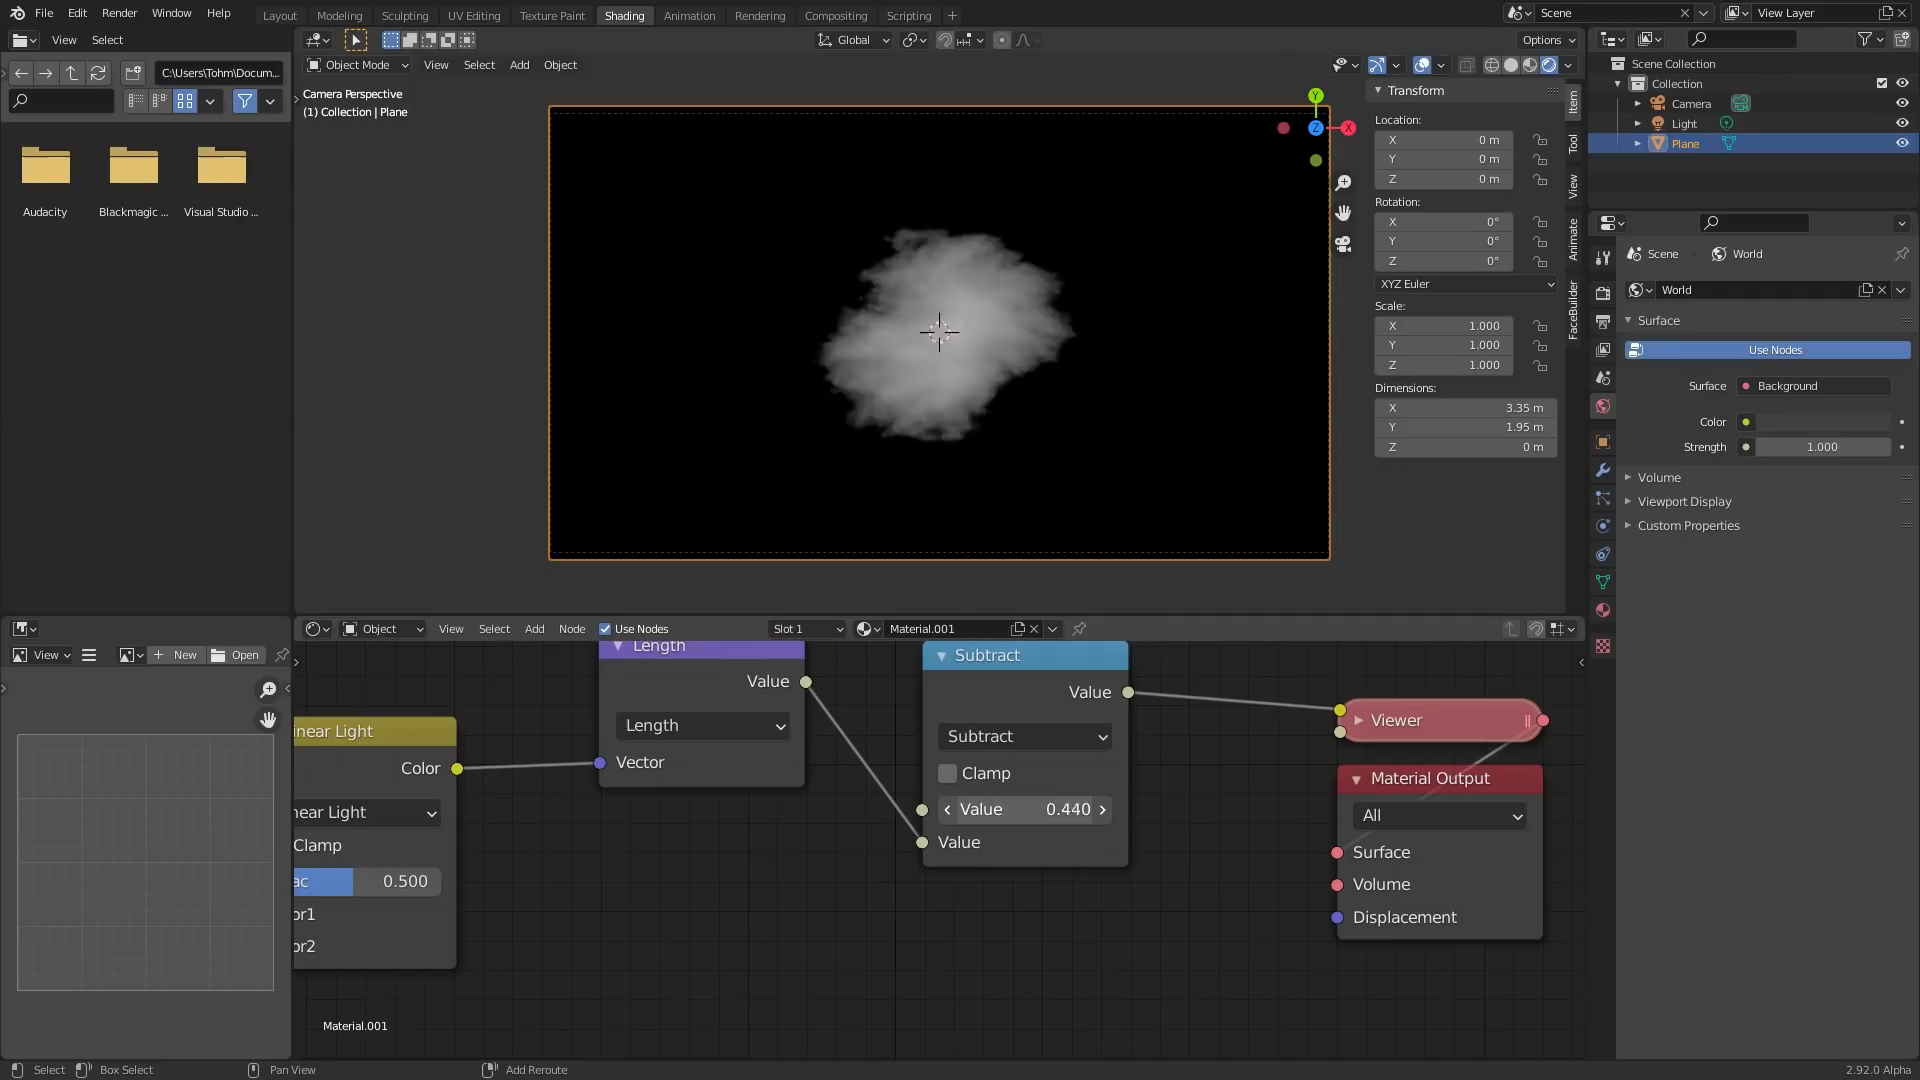 File Edit Render Window Help
Layout Modeling Sculpting UV Editing Texture Paint Shading Animation Rendering Compositing Scripting +
Scene
View Layer
View Select
Global
Options
C:\Users\Tohm\Docum...
Object Mode View Select Add Object
Camera Perspective
(1) Collection | Plane
Audacity Blackmagic ... Visual Studio ...
Y
Z
X
Transform
Location:
X 0 m
Y 0 m
Z 0 m
Rotation:
X 0°
Y 0°
Z 0°
XYZ Euler
Scale:
X 1.000
Y 1.000
Z 1.000
Dimensions:
X 3.35 m
Y 1.95 m
Z 0 m
Item
Tool
View
Animate
FaceBuilder
Scene Collection
Collection
Camera
Light
Plane
Scene World
World
Surface
Use Nodes
Surface Background
Color
Strength 1.000
Volume
Viewport Display
Custom Properties
Object View Select Add Node Use Nodes Slot 1 Material.001
View + New Open
inear Light
Color
near Light
Clamp
ac 0.500
or1
or2
Length
Value
Length
Vector
Subtract
Value
Subtract
Clamp
Value 0.440
Value
Viewer
Material Output
All
Surface
Volume
Displacement
Material.001
Select Box Select Pan View Add Reroute 2.92.0 Alpha